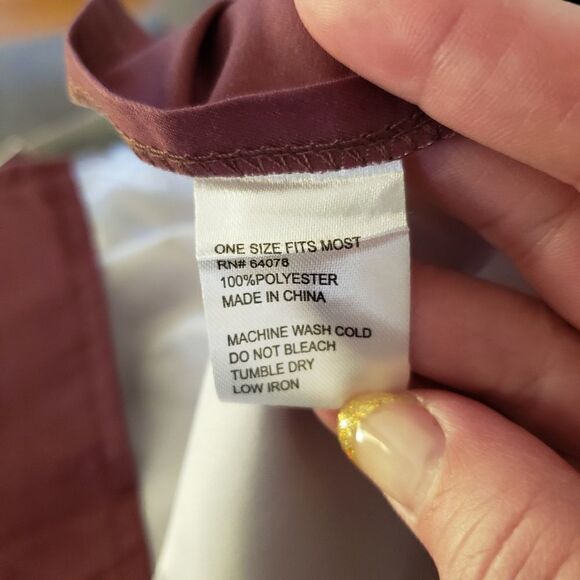 ONE SIZE FITS MOST
RN# 64078
100%POLYESTER
MADE IN CHINA
MACHINE WASH COLD
DO NOT BLEACH
TUMBLE DRY
LOW IRON